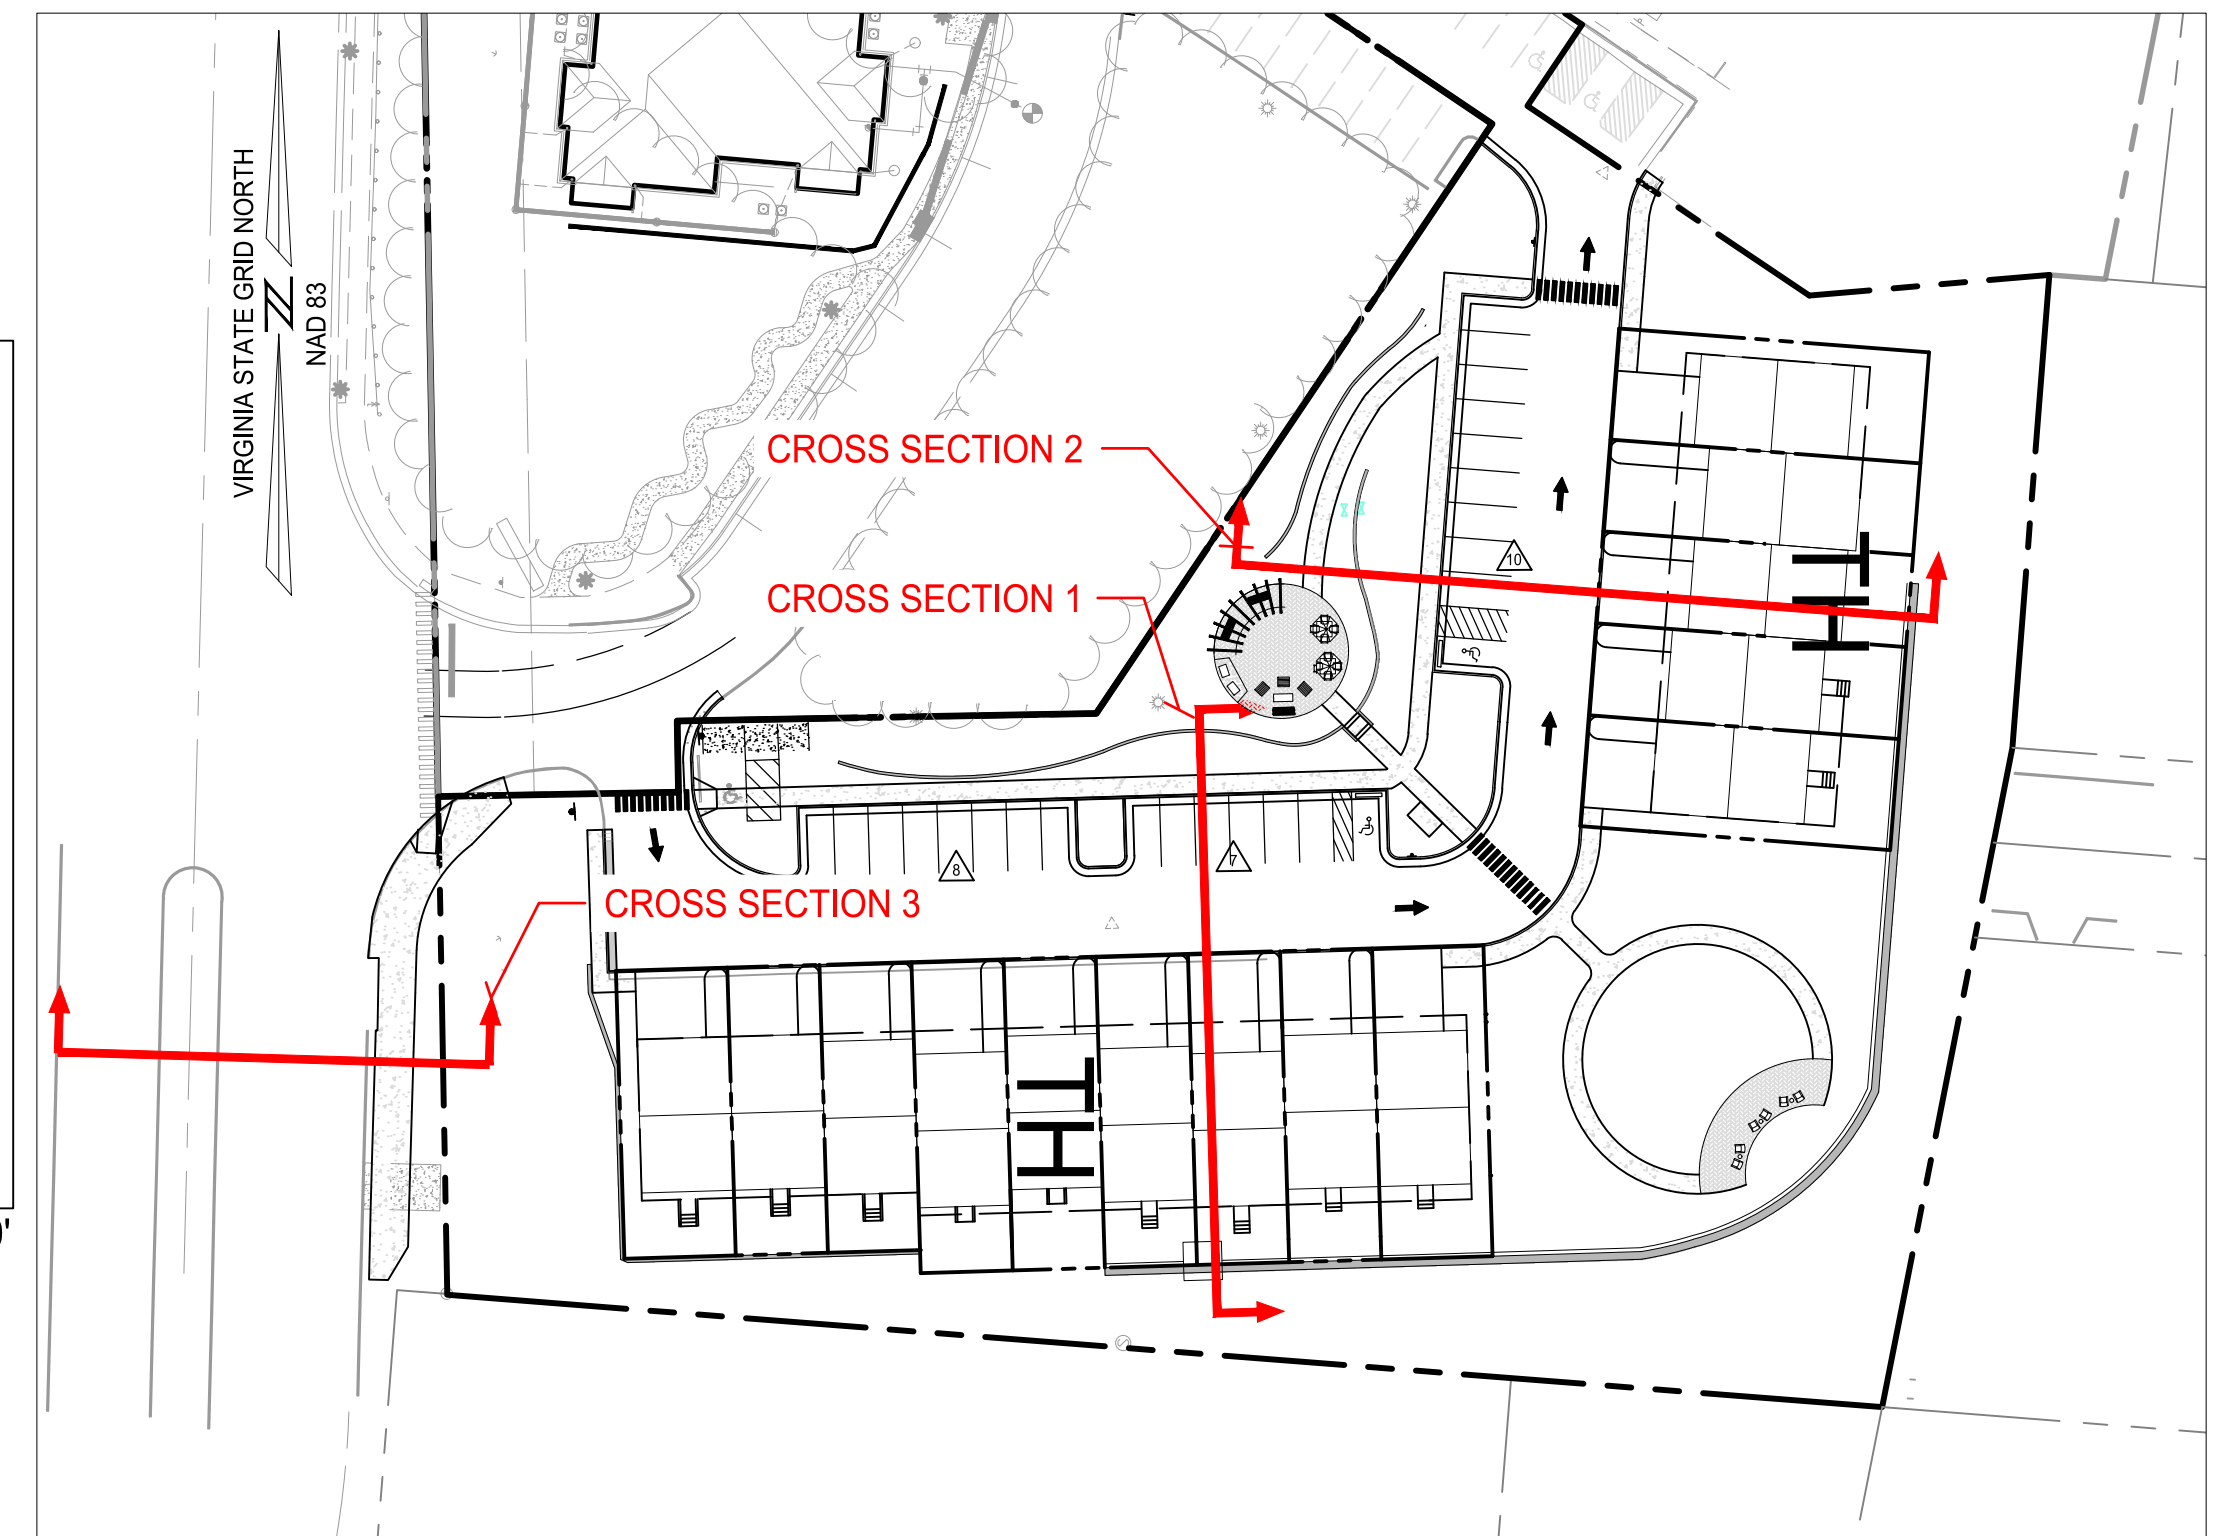 VIRGINIA STATE GRID NORTH
NAD 83
CROSS SECTION 2
CROSS SECTION 1
10
8
7
CROSS SECTION 3
TH
TH